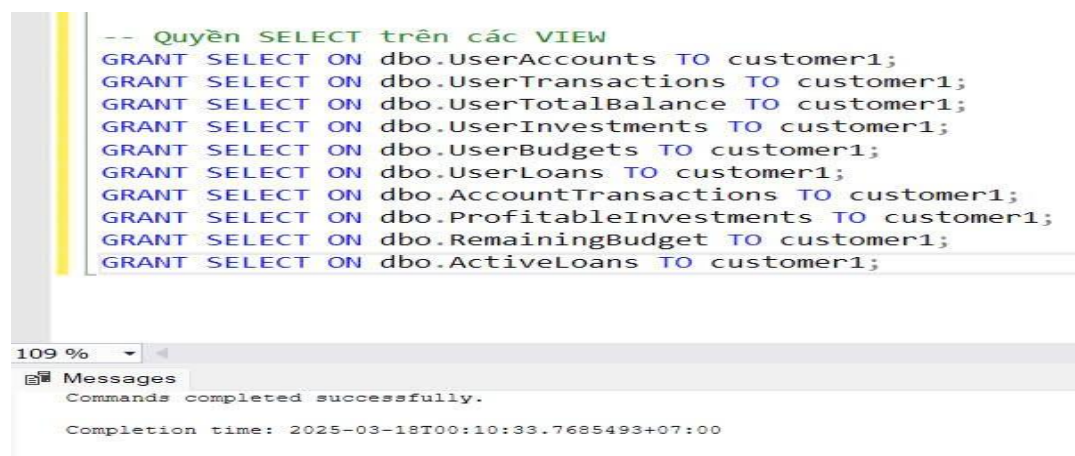 -- Quyền SELECT trên các VIEW
GRANT SELECT ON dbo.UserAccounts TO customer1;
GRANT SELECT ON dbo.UserTransactions TO customer1;
GRANT SELECT ON dbo.UserTotalBalance TO customer1;
GRANT SELECT ON dbo.UserInvestments TO customer1;
GRANT SELECT ON dbo.UserBudgets TO customer1;
GRANT SELECT ON dbo.UserLoans TO customer1;
GRANT SELECT ON dbo.AccountTransactions TO customer1;
GRANT SELECT ON dbo.ProfitableInvestments TO customer1;
GRANT SELECT ON dbo.RemainingBudget TO customer1;
GRANT SELECT ON dbo.ActiveLoans TO customer1;
109 %
Messages
Commands completed successfully.
Completion time: 2025-03-18T00:10:33.7685493+07:00